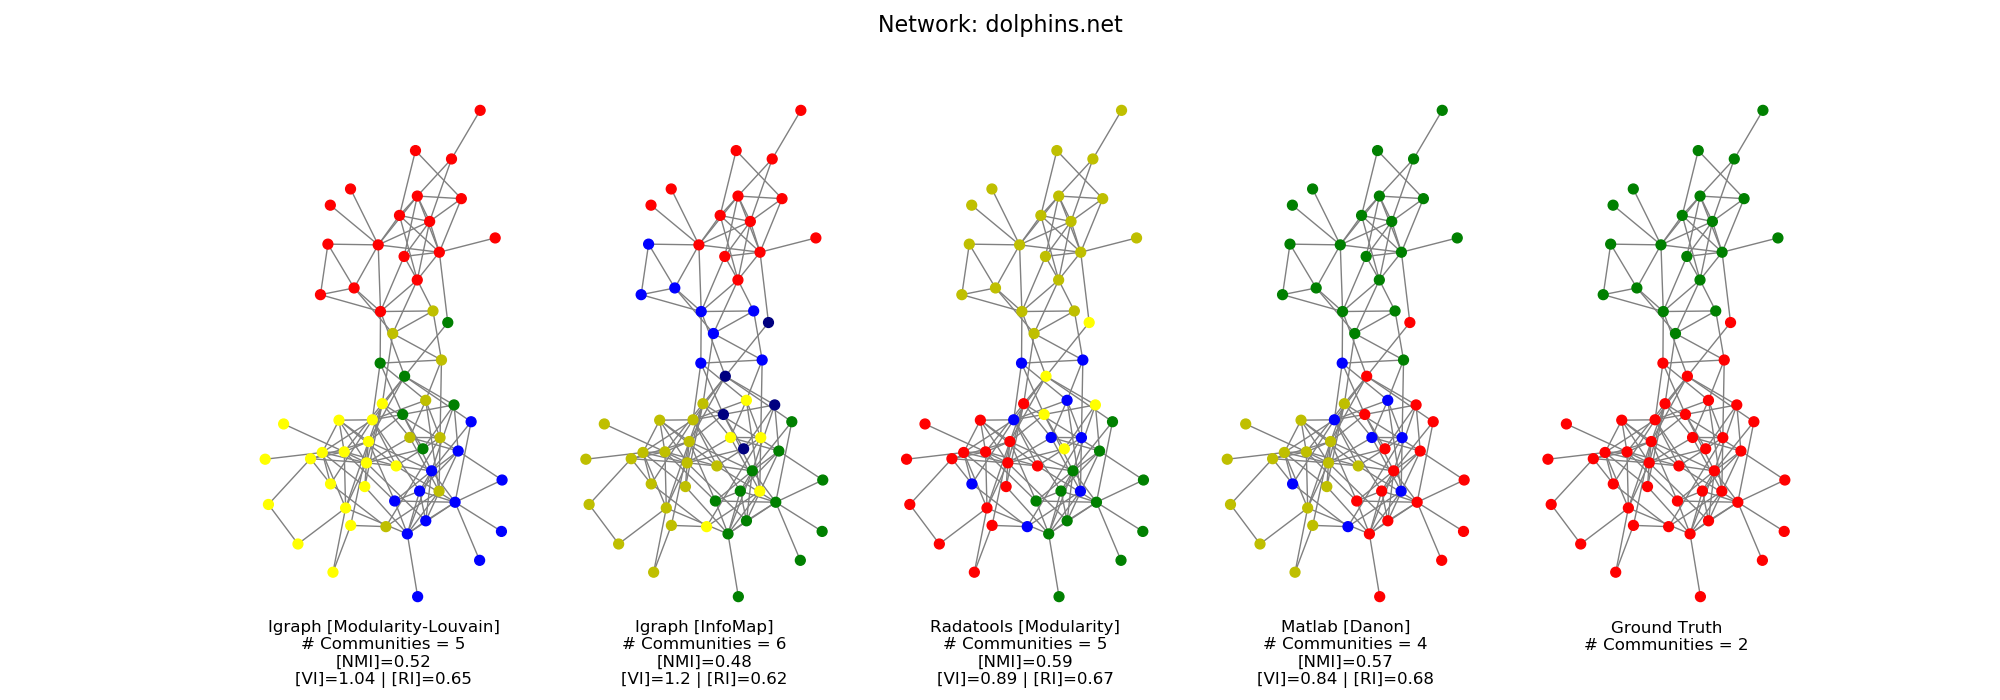 Network: dolphins.net
Igraph [Modularity-Louvain]
# Communities = 5
[NMI]=0.52
[VI]=1.04 | [RI]=0.65
Igraph [InfoMap]
# Communities = 6
[NMI]=0.48
[VI]=1.2 | [RI]=0.62
Radatools [Modularity]
# Communities = 5
[NMI]=0.59
[VI]=0.89 | [RI]=0.67
Matlab [Danon]
# Communities = 4
[NMI]=0.57
[VI]=0.84 | [RI]=0.68
Ground Truth
# Communities = 2